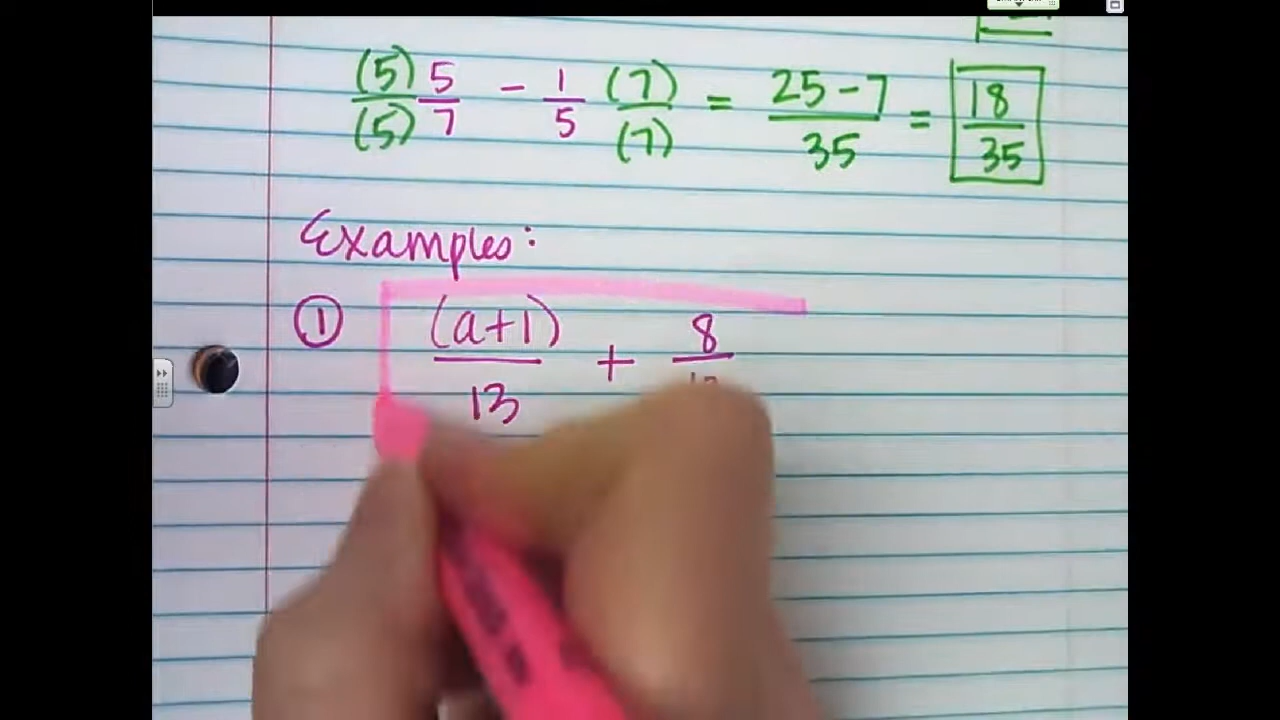 (5)/(5) 5/7 - 1/5 (7)/(7) = 25-7/35 = 18/35
Examples:
① (a+1)/13 + 8/